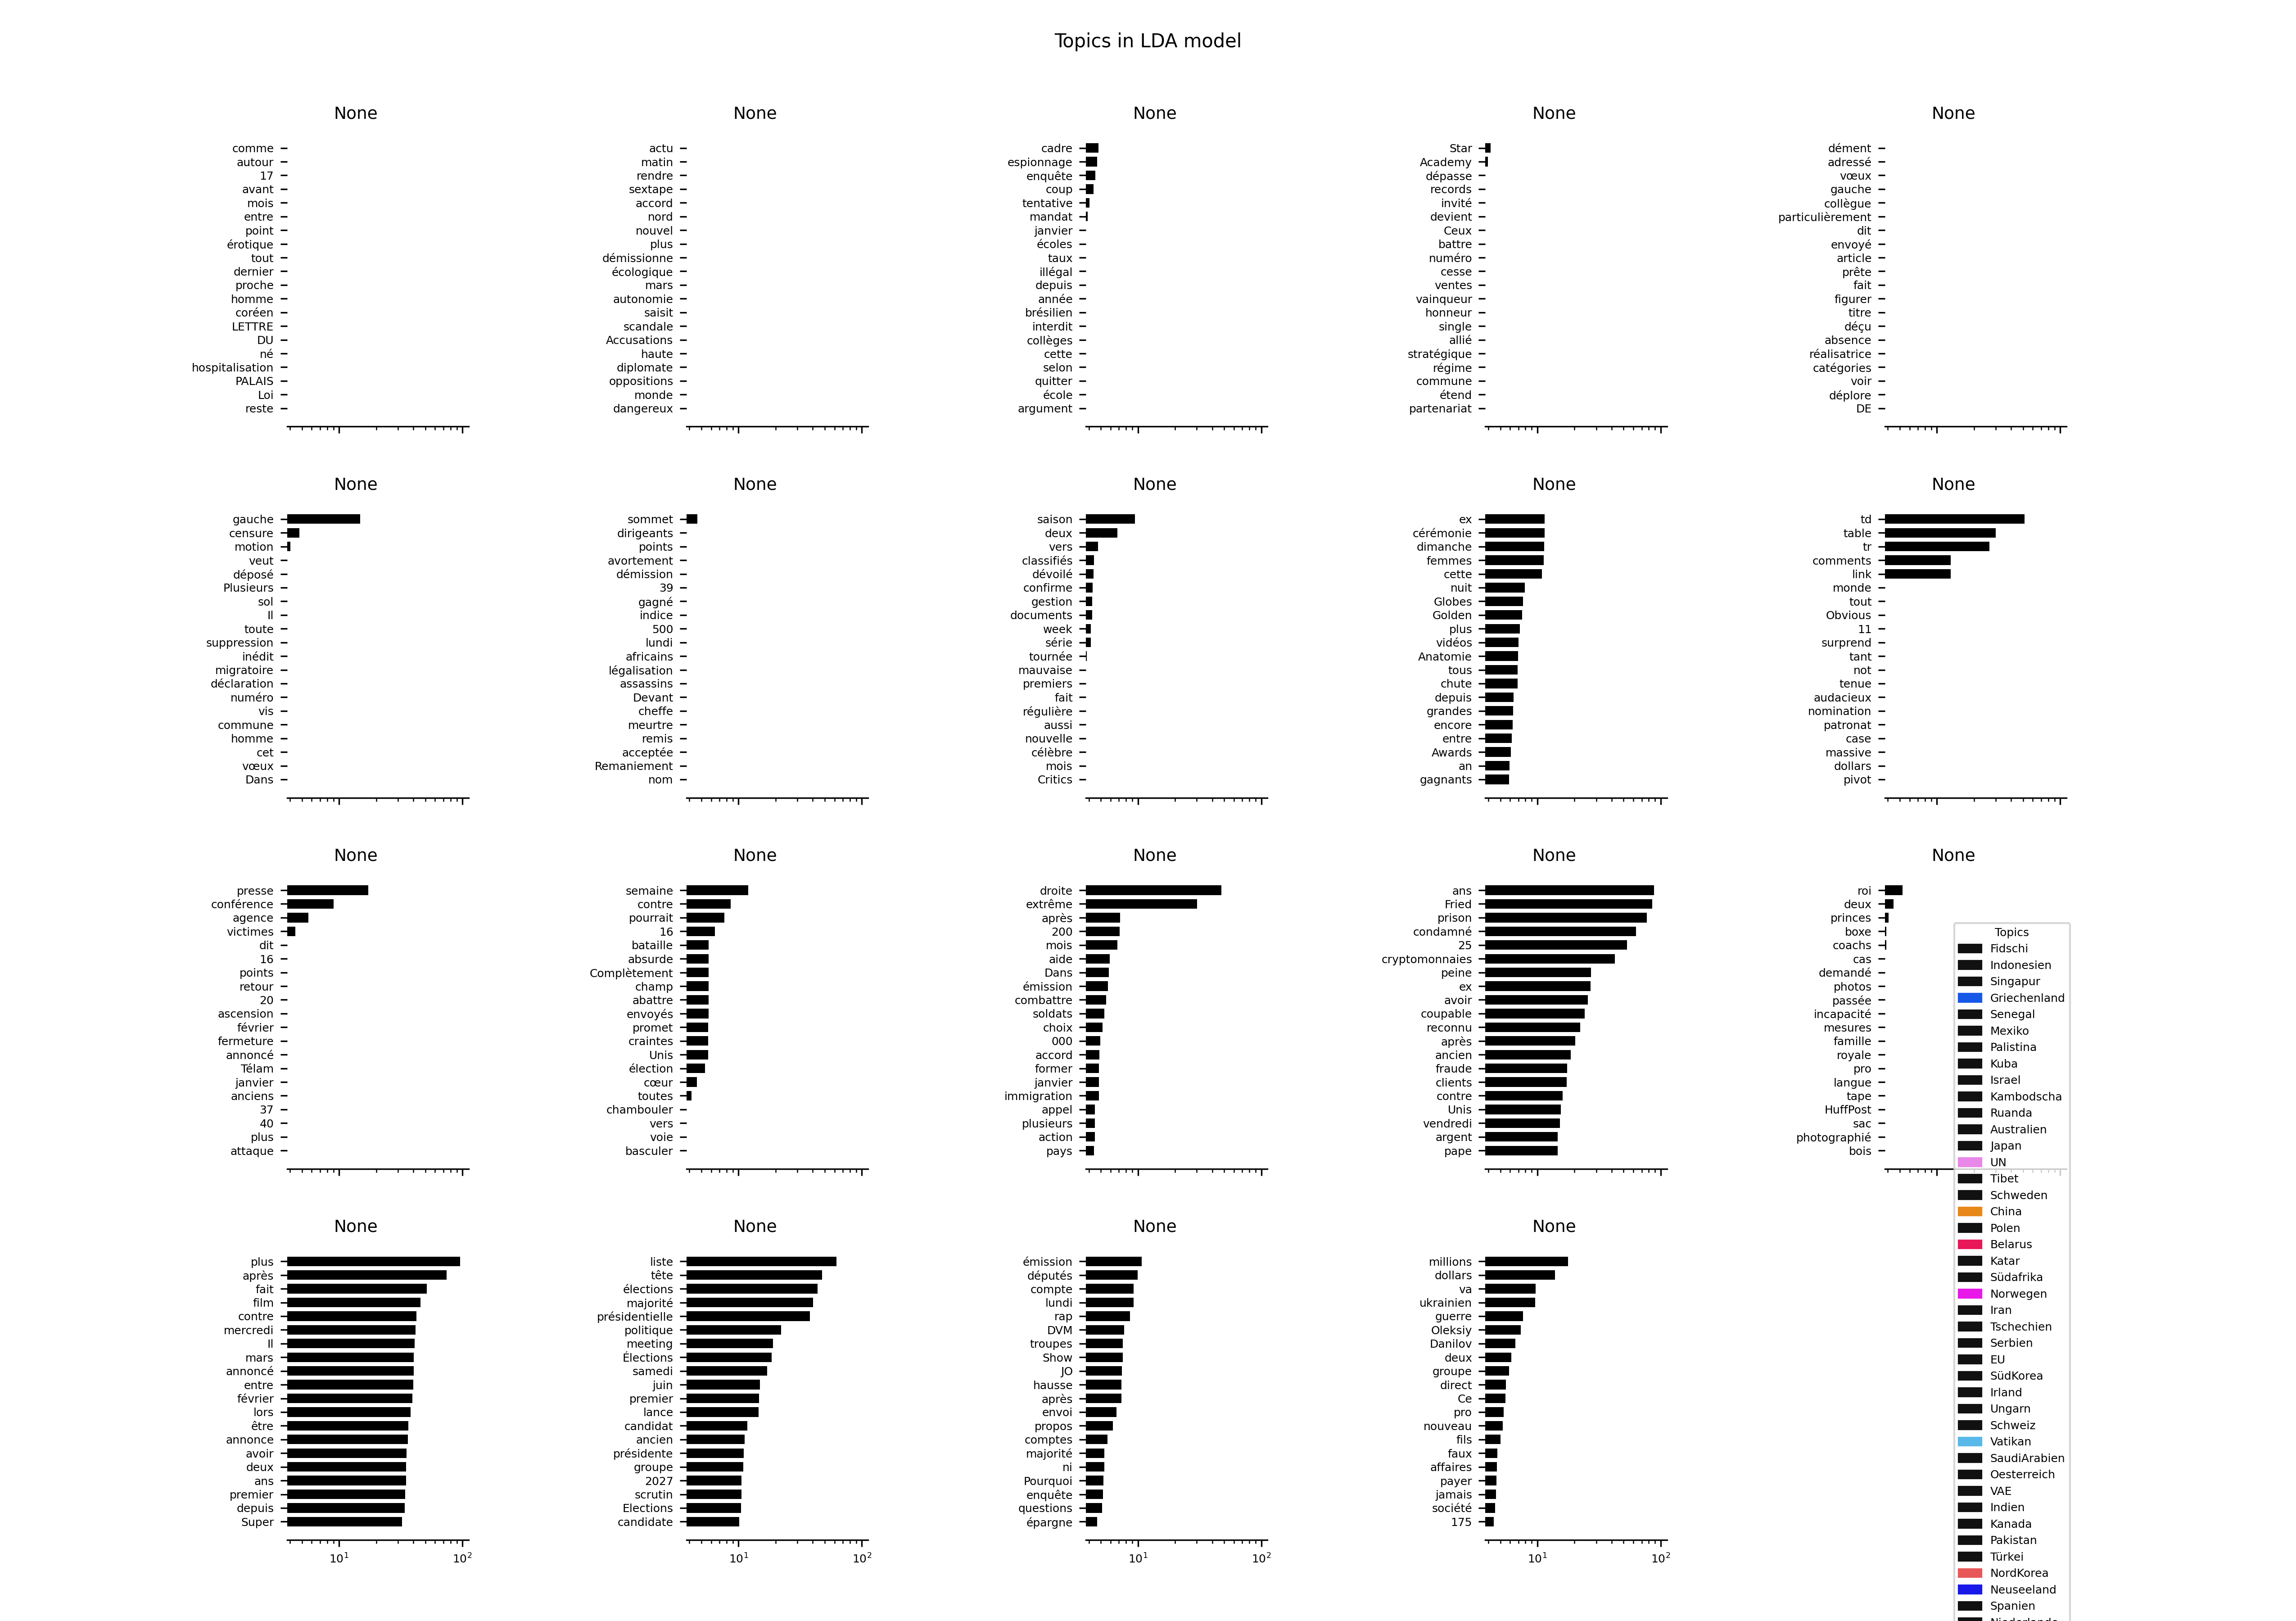 Topics in LDA model
None
comme
autour
17
avant
mois
entre
point
érotique
tout
dernier
proche
homme
coréen
LETTRE
DU
né
hospitalisation
PALAIS
Loi
reste
None
actu
matin
rendre
sextape
accord
nord
nouvel
plus
démissionne
écologique
mars
autonomie
saisit
scandale
Accusations
haute
diplomate
oppositions
monde
dangereux
None
cadre
espionnage
enquête
coup
tentative
mandat
janvier
écoles
taux
illégal
depuis
année
brésilien
interdit
collèges
cette
selon
quitter
école
argument
None
Star
Academy
dépasse
records
invité
devient
Ceux
battre
numéro
cesse
ventes
vainqueur
honneur
single
allié
stratégique
régime
commune
étend
partenariat
None
dément
adressé
vœux
gauche
collègue
particulièrement
dit
envoyé
article
prête
fait
figurer
titre
déçu
absence
réalisatrice
catégories
voir
déplore
DE
None
gauche
censure
motion
veut
déposé
Plusieurs
sol
Il
toute
suppression
inédit
migratoire
déclaration
numéro
vis
commune
homme
cet
vœux
Dans
None
sommet
dirigeants
points
avortement
démission
39
gagné
indice
500
lundi
africains
légalisation
assassins
Devant
cheffe
meurtre
remis
acceptée
Remaniement
nom
None
saison
deux
vers
classifiés
dévoilé
confirme
gestion
documents
week
série
tournée
mauvaise
premiers
fait
régulière
aussi
nouvelle
célèbre
mois
Critics
None
ex
cérémonie
dimanche
femmes
cette
nuit
Globes
Golden
plus
vidéos
Anatomie
tous
chute
depuis
grandes
encore
entre
Awards
an
gagnants
None
td
table
tr
comments
link
monde
tout
Obvious
11
surprend
tant
not
tenue
audacieux
nomination
patronat
case
massive
dollars
pivot
None
presse
conférence
agence
victimes
dit
16
points
retour
20
ascension
février
fermeture
annoncé
Télam
janvier
anciens
37
40
plus
attaque
None
semaine
contre
pourrait
16
bataille
absurde
Complètement
champ
abattre
envoyés
promet
craintes
Unis
élection
cœur
toutes
chambouler
vers
voie
basculer
None
droite
extrême
après
200
mois
aide
Dans
émission
combattre
soldats
choix
000
accord
former
janvier
immigration
appel
plusieurs
action
pays
None
ans
Fried
prison
condamné
25
cryptomonnaies
peine
ex
avoir
coupable
reconnu
après
ancien
fraude
clients
contre
Unis
vendredi
argent
pape
None
roi
deux
princes
boxe
coachs
cas
demandé
photos
passée
incapacité
mesures
famille
royale
pro
langue
tape
HuffPost
sac
photographié
bois
None
plus
après
fait
film
contre
mercredi
Il
mars
annoncé
entre
février
lors
être
annonce
avoir
deux
ans
premier
depuis
Super
10¹ 10²
None
liste
tête
élections
majorité
présidentielle
politique
meeting
Élections
samedi
juin
premier
lance
candidat
ancien
présidente
groupe
2027
scrutin
Elections
candidate
10¹ 10²
None
émission
députés
compte
lundi
rap
DVM
troupes
Show
JO
hausse
après
envoi
propos
comptes
majorité
ni
Pourquoi
enquête
questions
épargne
10¹ 10²
None
millions
dollars
va
ukrainien
guerre
Oleksiy
Danilov
deux
groupe
direct
Ce
pro
nouveau
fils
faux
affaires
payer
jamais
société
175
10¹ 10²
Topics
Fidschi
Indonesien
Singapur
Griechenland
Senegal
Mexiko
Palistina
Kuba
Israel
Kambodscha
Ruanda
Australien
Japan
UN
Tibet
Schweden
China
Polen
Belarus
Katar
Südafrika
Norwegen
Iran
Tschechien
Serbien
EU
SüdKorea
Irland
Ungarn
Schweiz
Vatikan
SaudiArabien
Oesterreich
VAE
Indien
Kanada
Pakistan
Türkei
NordKorea
Neuseeland
Spanien